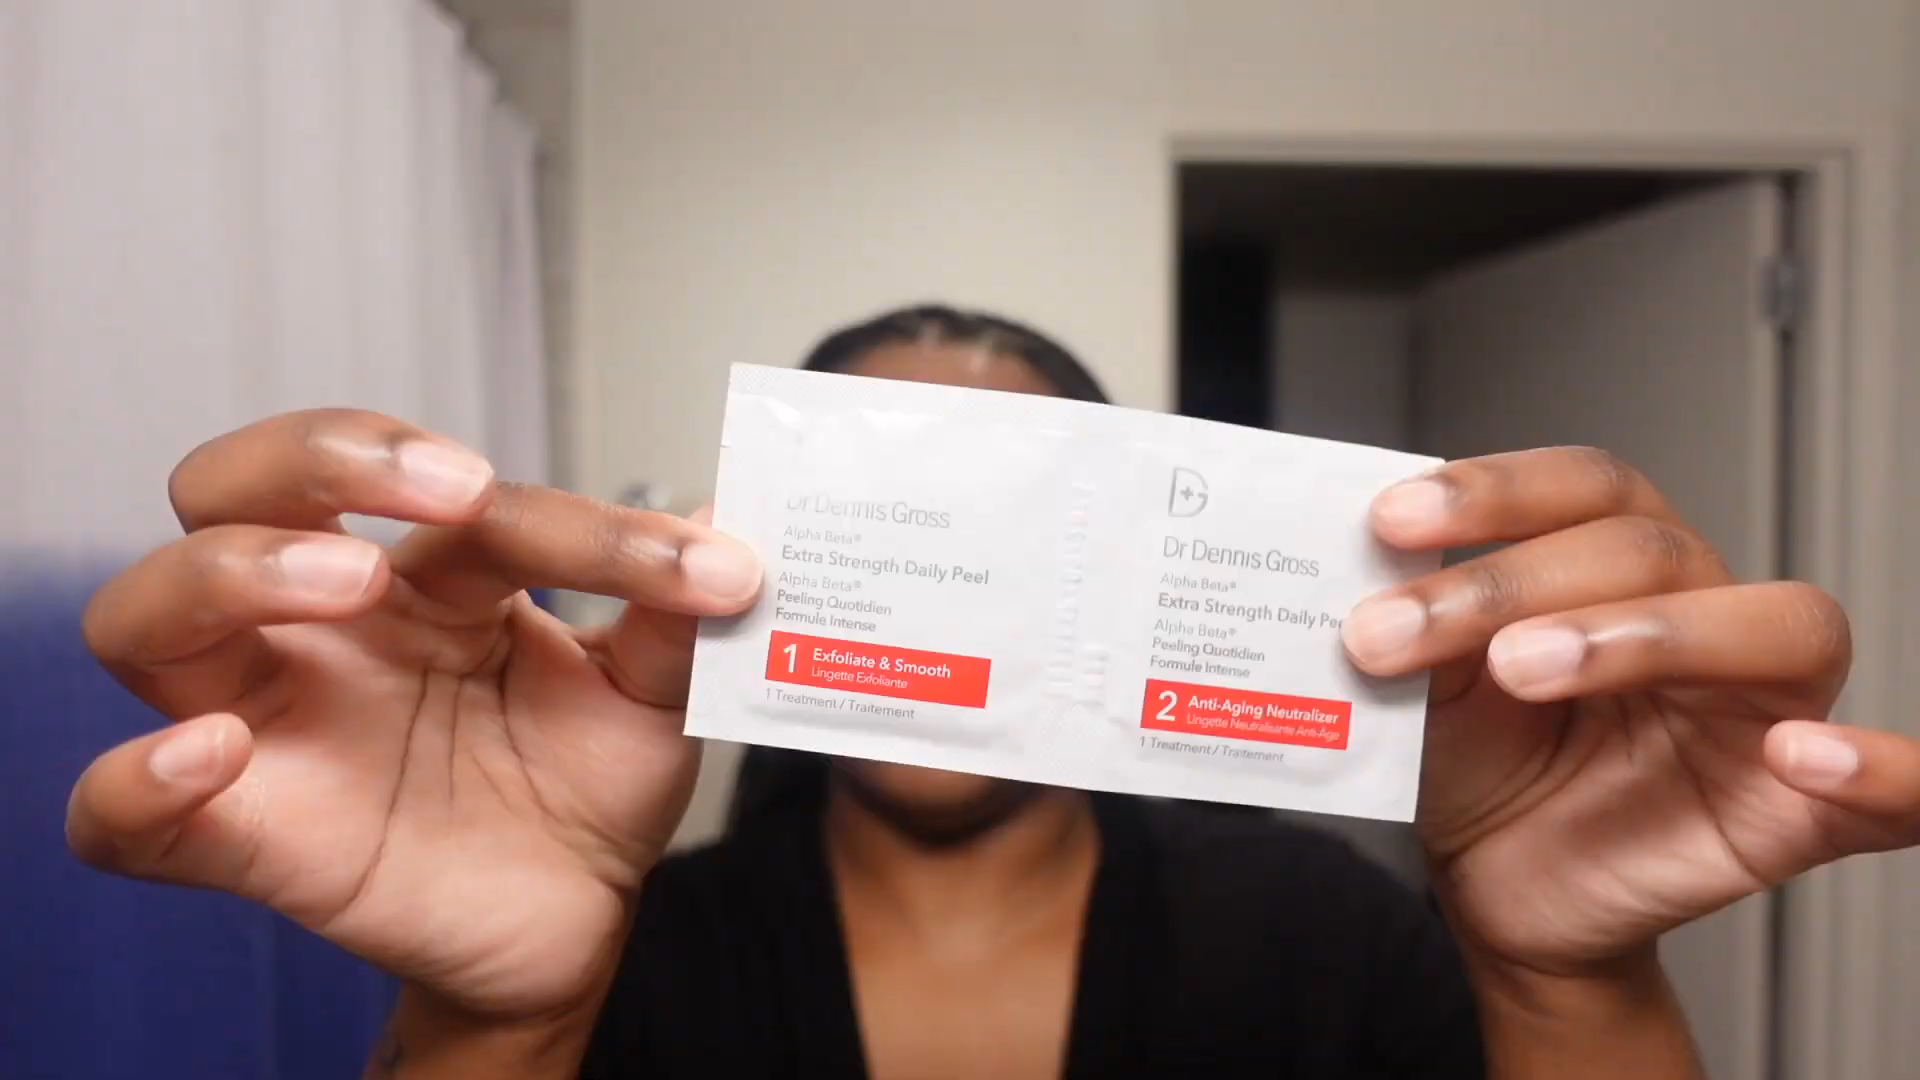 Dr Dennis Gross
Alpha Beta®
Extra Strength Daily Peel
Alpha Beta®
Peeling Quotidien
Formule Intense
1 Exfoliate & Smooth
Lingette Exfoliante
1 Treatment / Traitement
Dr Dennis Gross
Alpha Beta®
Extra Strength Daily Pee
Alpha Beta®
Peeling Quotidien
Formule Intense
2 Anti-Aging Neutralizer
Lingette Neutralisante Anti-Âge
1 Treatment / Traitement